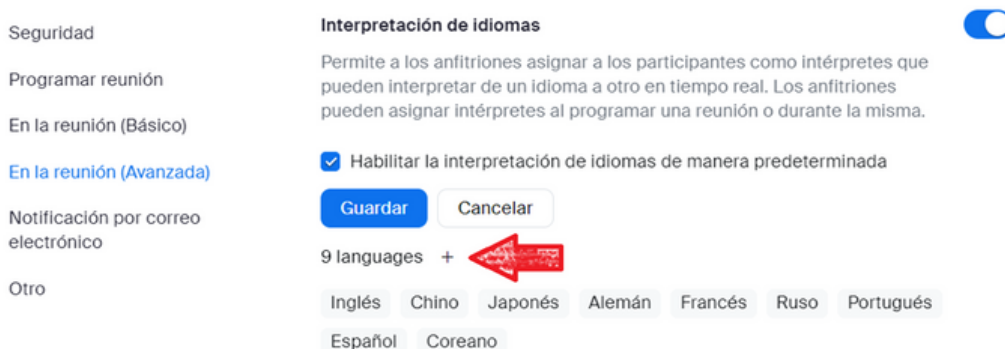 Seguridad
Programar reunión
En la reunión (Básico)
En la reunión (Avanzada)
Notificación por correo
electrónico
Otro
Interpretación de idiomas
Permite a los anfitriones asignar a los participantes como intérpretes que
pueden interpretar de un idioma a otro en tiempo real. Los anfitriones
pueden asignar intérpretes al programar una reunión o durante la misma.
Habilitar la interpretación de idiomas de manera predeterminada
Guardar Cancelar
9 languages +
Inglés Chino Japonés Alemán Francés Ruso Portugués
Español Coreano